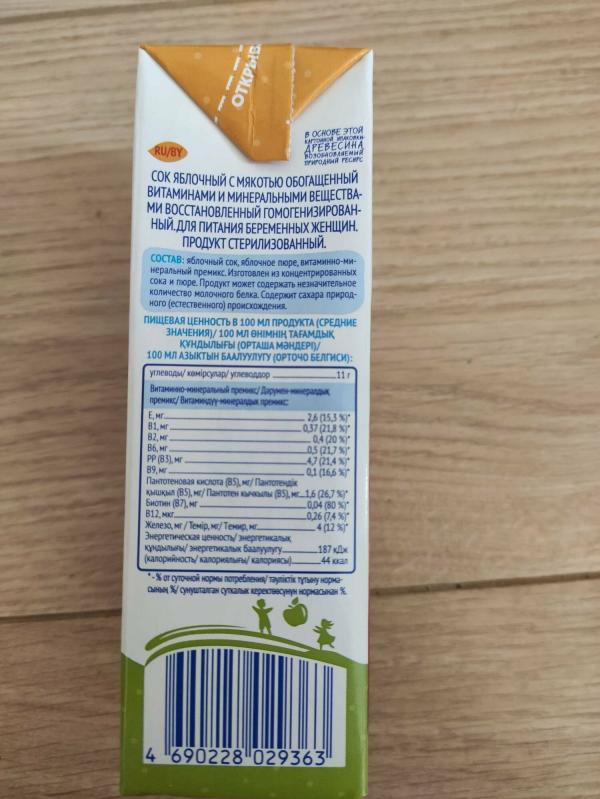 ОТКРЫВ
В ОСНОВЕ ЭТОЙ
КАРТОННОЙ УПАКОВКИ-
ДРЕВЕСИНА,
ВОЗОБНОВЛЯЕМЫЙ
ПРИРОДНЫЙ РЕСУРС
RU/BY
СОК ЯБЛОЧНЫЙ С МЯКОТЬЮ ОБОГАЩЕННЫЙ
ВИТАМИНАМИ И МИНЕРАЛЬНЫМИ ВЕЩЕСТВА-
МИ ВОССТАНОВЛЕННЫЙ ГОМОГЕНИЗИРОВАН-
НЫЙ.ДЛЯ ПИТАНИЯ БЕРЕМЕННЫХ ЖЕНЩИН.
ПРОДУКТ СТЕРИЛИЗОВАННЫЙ.
СОСТАВ: яблочный сок, яблочное пюре, витаминно-ми-
неральный премикс. Изготовлен из концентрированных
сока и пюре. Продукт может содержать незначительное
количество молочного белка. Содержит сахара природ-
ного (естественного) происхождения.
ПИЩЕВАЯ ЦЕННОСТЬ В 100 МЛ ПРОДУКТА (СРЕДНИЕ
ЗНАЧЕНИЯ)/ 100 МЛ ӨНІМНІҢ ТАҒАМДЫҚ
ҚҰНДЫЛЫҒЫ (ОРТАША МӘНДЕРІ)/
100 МЛ АЗЫКТЫН БААЛУУЛУГУ (ОРТОЧО БЕЛГИСИ):
углеводы/ көмірсулар/ углеводдор 11 г
Витаминно-минеральный премикс/ Дәрумен-минералдық
премикс/ Витаминдүү-минералдык премикс:
Е, мг 2,6 (15,3 %)*
В1, мг 0,37 (21,8 %)*
В2, мг 0,4 (20 %)*
В6, мг 0,5 (21,7 %)*
РР (В3), мг 4,7 (21,4 %)*
В9, мг 0,1 (16,6 %)*
Пантотеновая кислота (В5), мг/ Пантотендік
қышқыл (В5), мг/ Пантотен кычкылы (В5), мг 1,6 (26,7 %)*
Биотин (В7), мг 0,04 (80 %)*
В12, мкг 0,26 (7,4 %)*
Железо, мг / Темір, мг/ Темир, мг 4 (12 %)*
Энергетическая ценность/ энергетикалық
құндылығы/ энергетикалык баалуулугу 187 кДж
(калорийность/ калориялығы/ калориясы) 44 ккал
* - % от суточной нормы потребления/ тәуліктік тұтыну норма-
сының %/ сунушталган суткалык керектөөсүнүн нормасынан %.
4 690228 029363